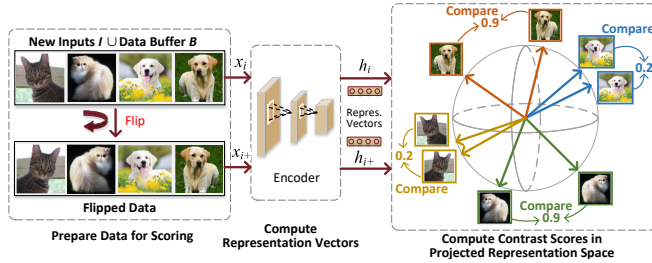 New Inputs I ∪ Data Buffer B
Flip
Flipped Data
Prepare Data for Scoring
x_i
x_{i+}
Encoder
Compute
Representation Vectors
h_i
Repres.
Vectors
h_{i+}
Compare
0.9
Compare
0.2
0.2
Compare
Compare
0.9
Compute Contrast Scores in
Projected Representation Space